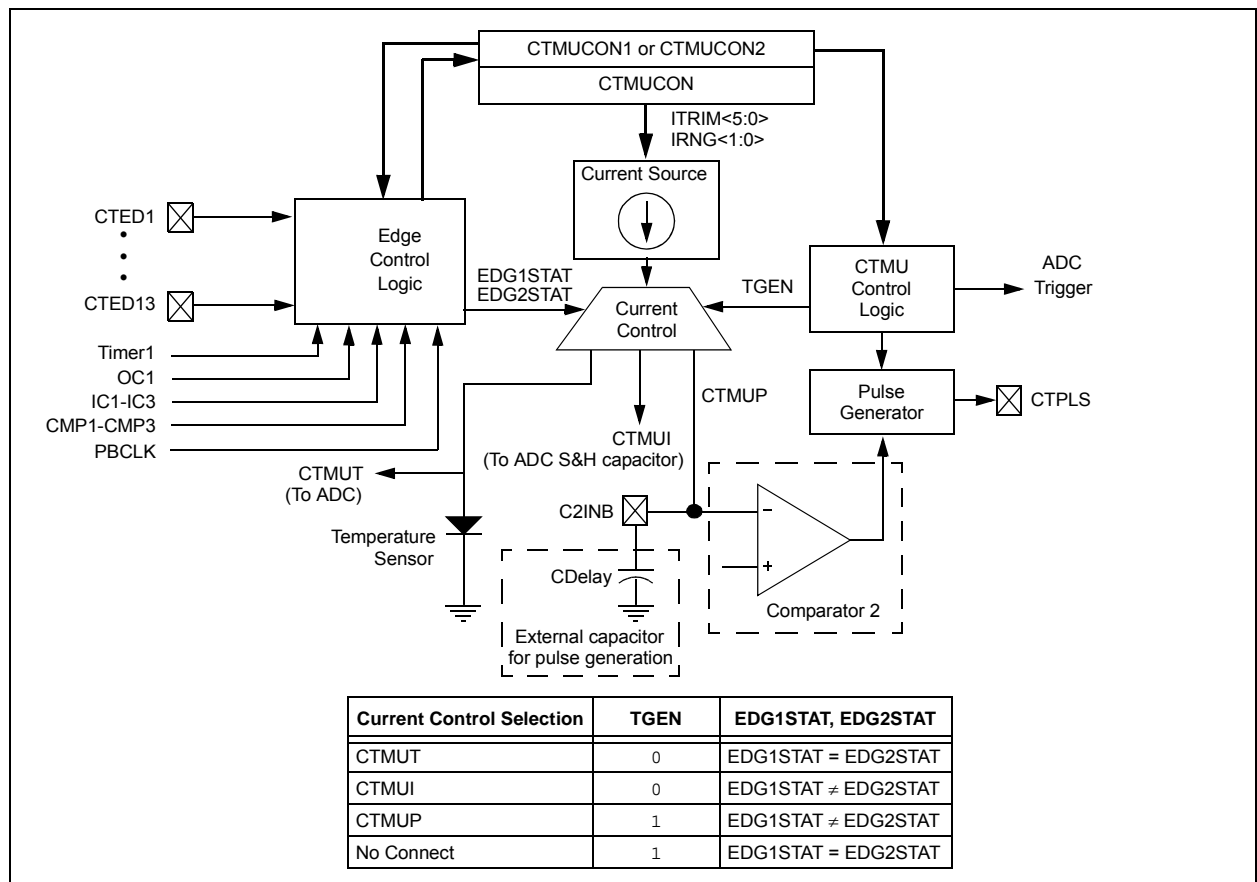 CTMUCON1 or CTMUCON2
CTMUCON
ITRIM<5:0>
IRNG<1:0>
Current Source
CTED1
•
•
•
CTED13
Edge
Control
Logic
EDG1STAT
EDG2STAT
Current
Control
TGEN
CTMU
Control
Logic
ADC
Trigger
Timer1
OC1
IC1-IC3
CMP1-CMP3
PBCLK
CTMUP
Pulse
Generator
CTPLS
CTMUT
(To ADC)
CTMUI
(To ADC S&H capacitor)
C2INB
−
+
Temperature
Sensor
CDelay
Comparator 2
External capacitor
for pulse generation
Current Control Selection TGEN EDG1STAT, EDG2STAT
CTMUT 0 EDG1STAT = EDG2STAT
CTMUI 0 EDG1STAT ≠ EDG2STAT
CTMUP 1 EDG1STAT ≠ EDG2STAT
No Connect 1 EDG1STAT = EDG2STAT